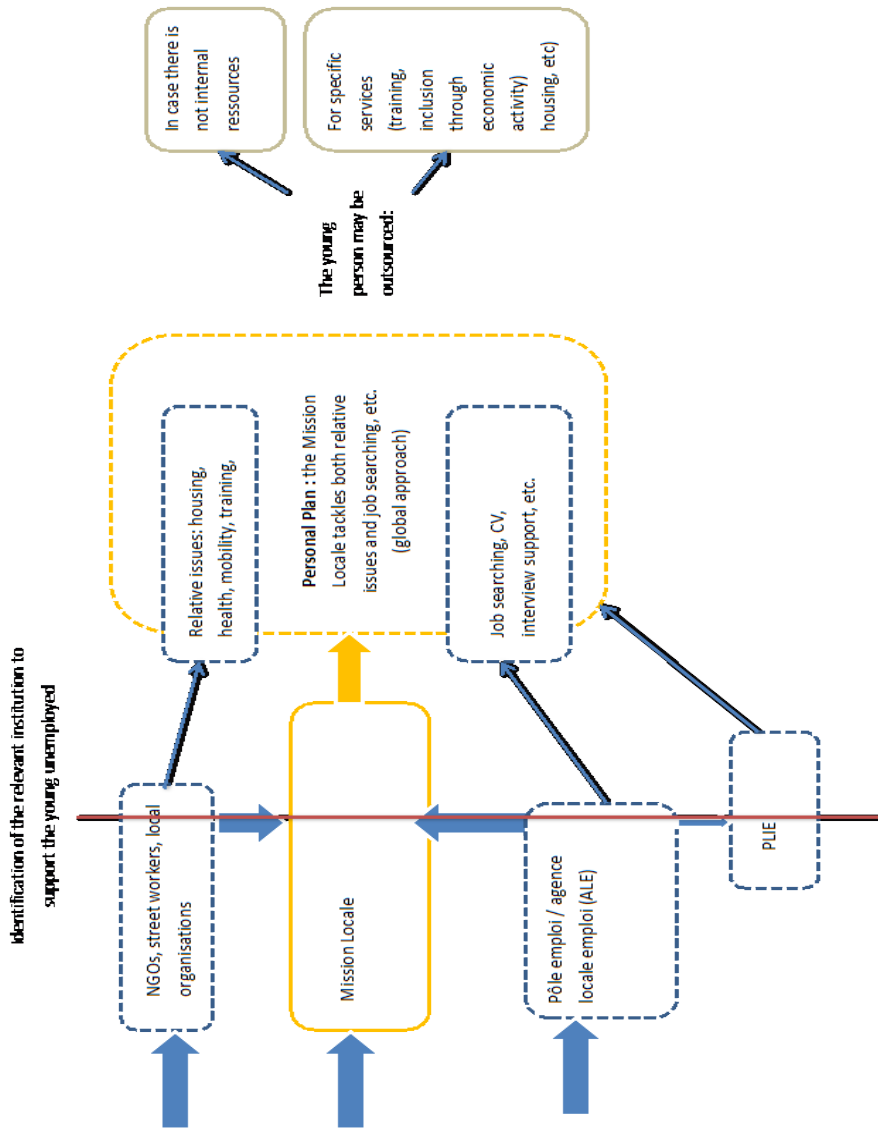 Identification of the relevant institution to
support the young unemployed
NGOs, street workers, local
organisations
Mission Locale
Pôle emploi / agence
locale emploi (ALE)
PLIE
Relative issues: housing,
health, mobility, training,
Personal Plan : the Mission
Locale tackles both relative
issues and job searching, etc.
(global approach)
Job searching, CV,
interview support, etc.
The young
person may be
outsourced:
In case there is
not internal
ressources
For specific
services
(training,
inclusion
through
economic
activity)
housing, etc)